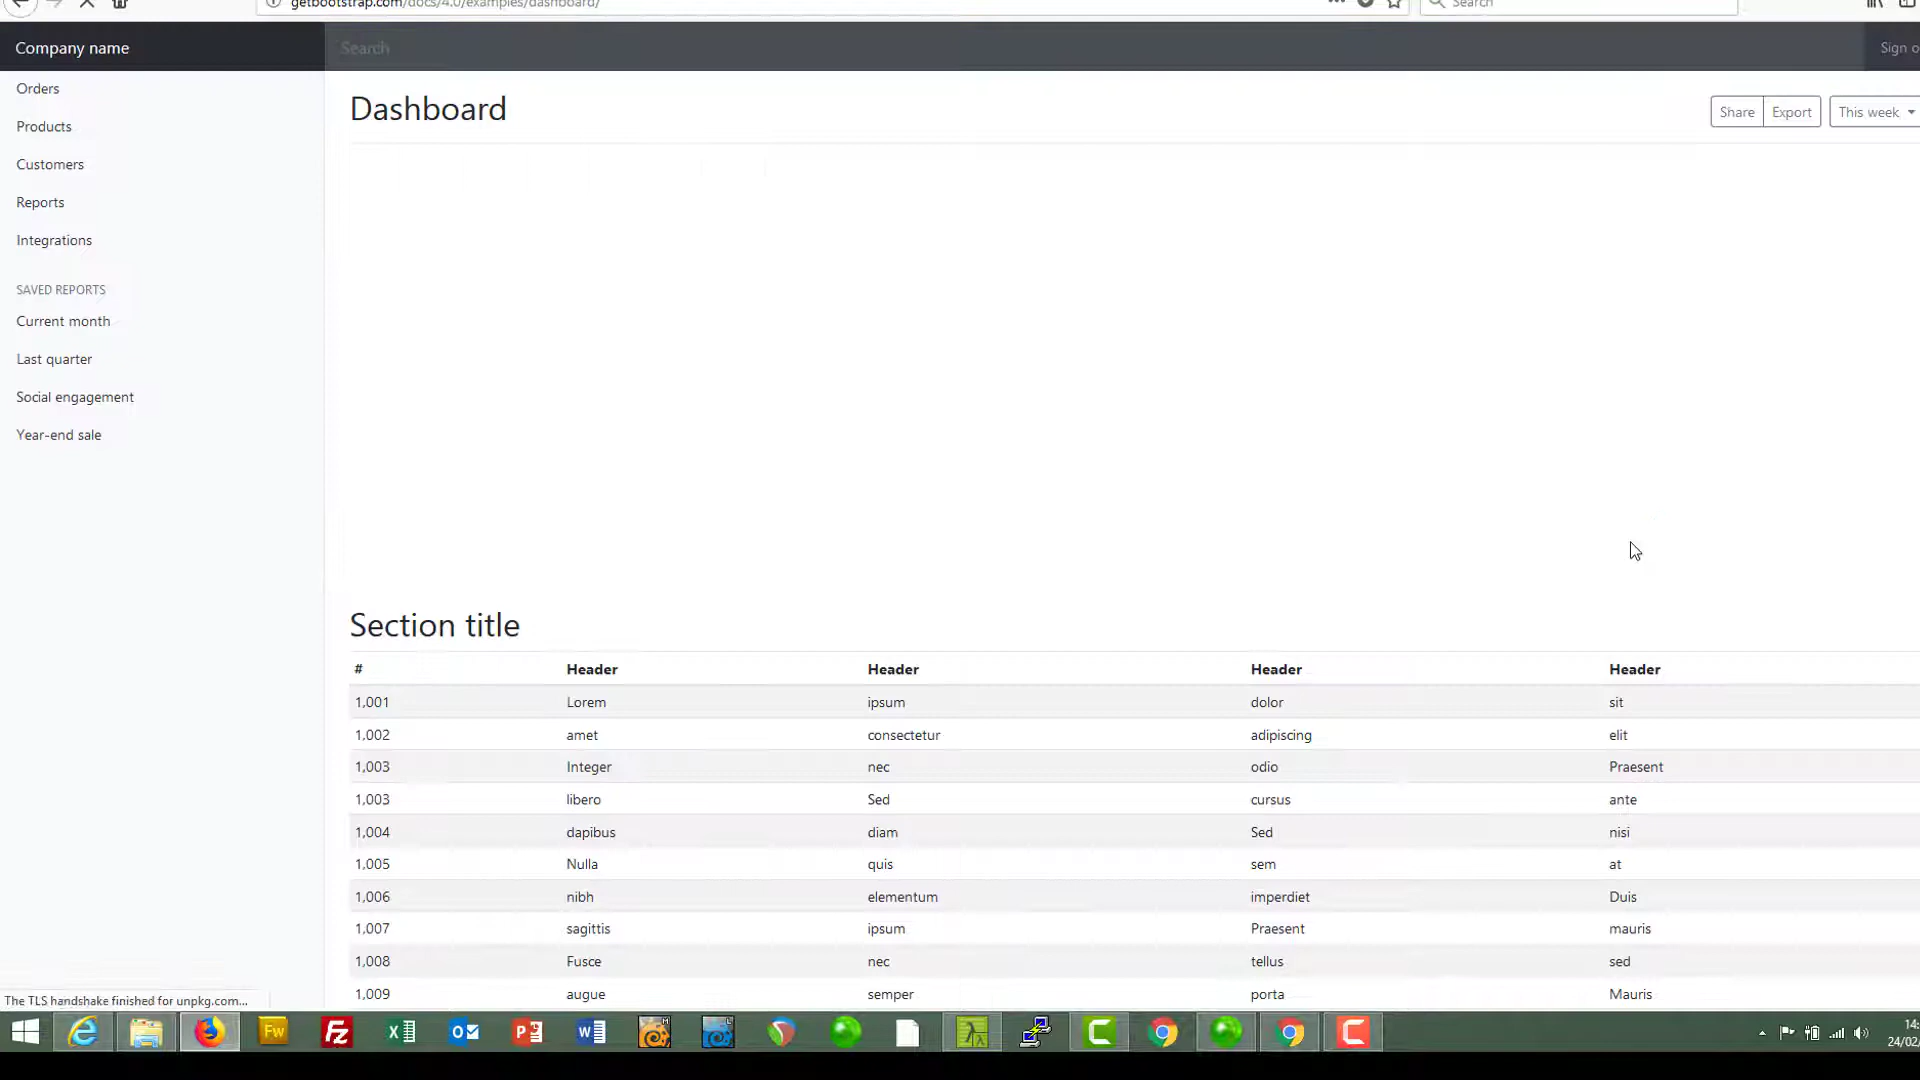 getbootstrap.com/docs/4.0/examples/dashboard/
Search
Company name
Search
Sign o
Orders
Products
Customers
Reports
Integrations
SAVED REPORTS
Current month
Last quarter
Social engagement
Year-end sale
Dashboard
Share Export This week
Section title
# Header Header Header Header
1,001 Lorem ipsum dolor sit
1,002 amet consectetur adipiscing elit
1,003 Integer nec odio Praesent
1,003 libero Sed cursus ante
1,004 dapibus diam Sed nisi
1,005 Nulla quis sem at
1,006 nibh elementum imperdiet Duis
1,007 sagittis ipsum Praesent mauris
1,008 Fusce nec tellus sed
1,009 augue semper porta Mauris
The TLS handshake finished for unpkg.com...
Fw
14:
24/02/